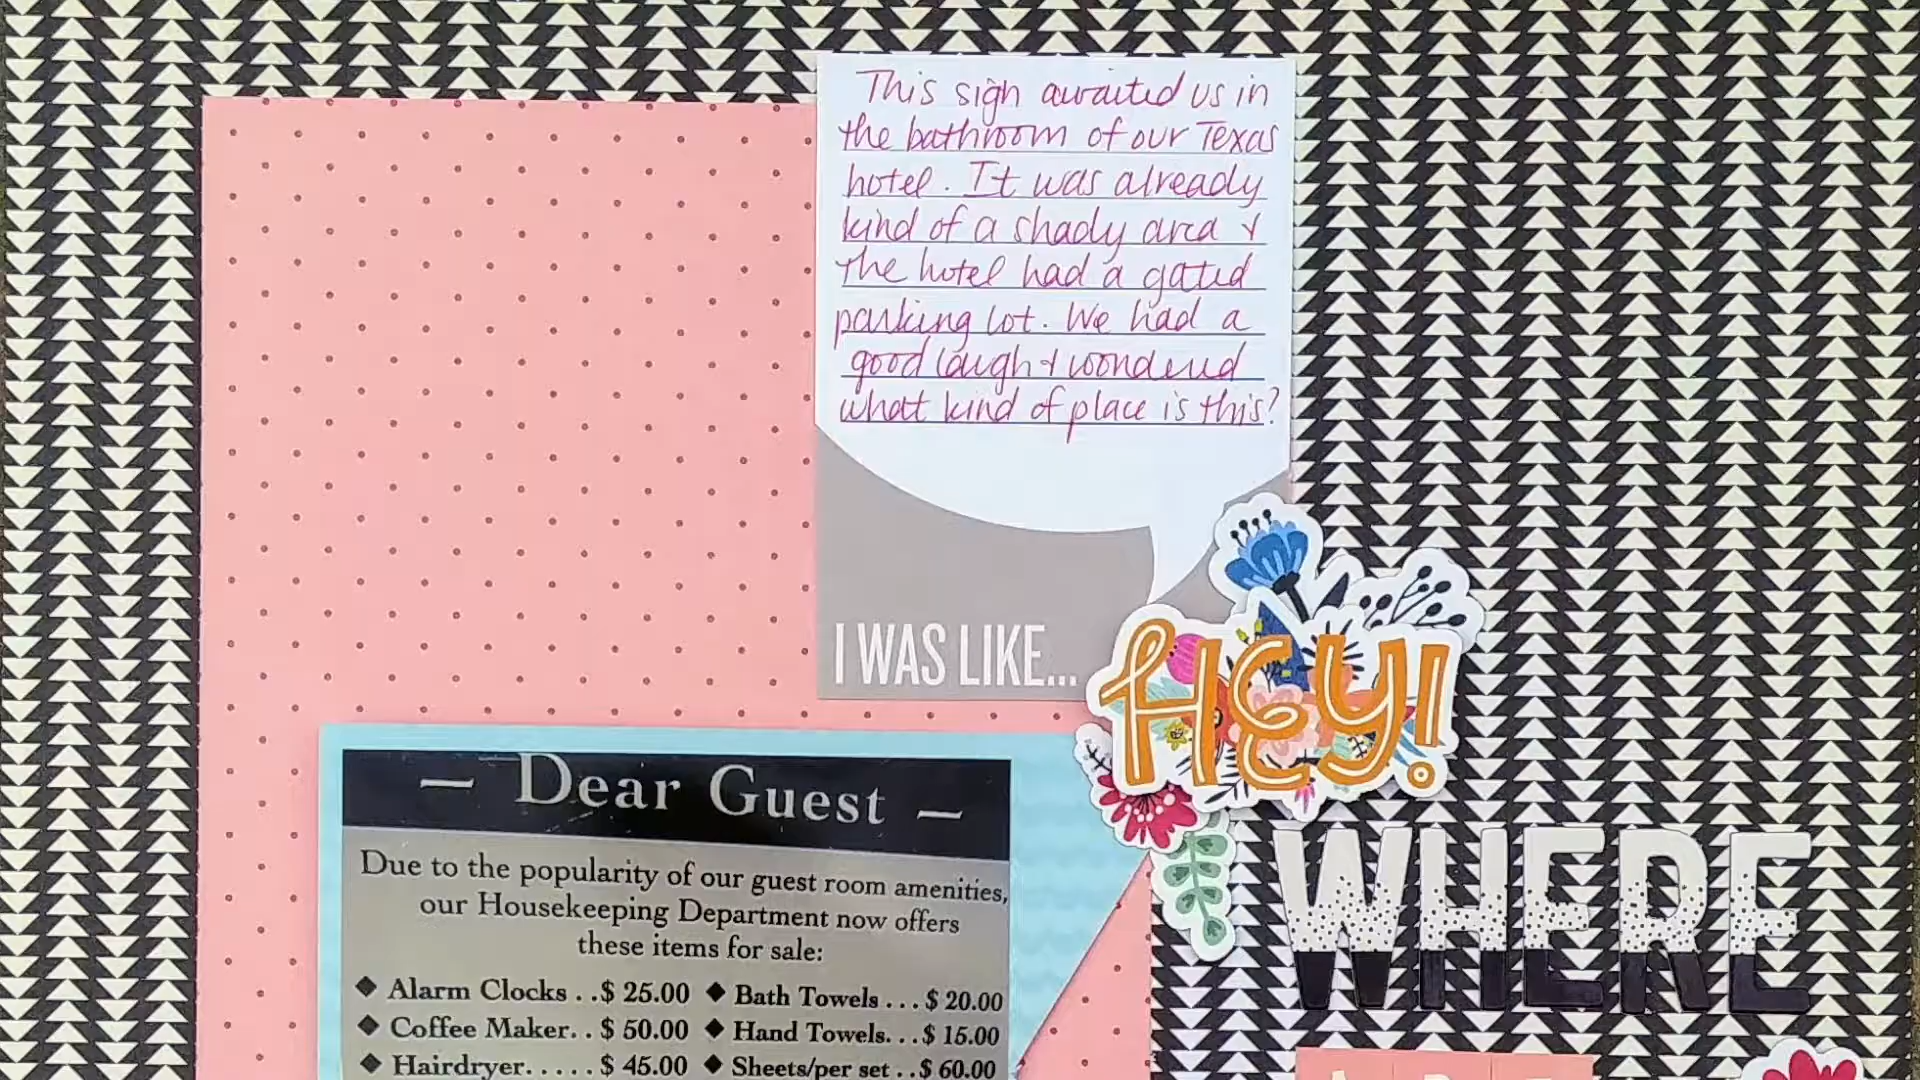 This sign awaited us in
the bathroom of our Texas
hotel. It was already
kind of a shady area &
the hotel had a gated
parking lot. We had a
good laugh & wondered
what kind of place is this?
I WAS LIKE...
HEY!
— Dear Guest —
Due to the popularity of our guest room amenities,
our Housekeeping Department now offers
these items for sale:
◆ Alarm Clocks . . $ 25.00 ◆ Bath Towels . . . $ 20.00
◆ Coffee Maker. . $ 50.00 ◆ Hand Towels. . . $ 15.00
◆ Hairdryer. . . . . $ 45.00 ◆ Sheets/per set . . $ 60.00
WHERE